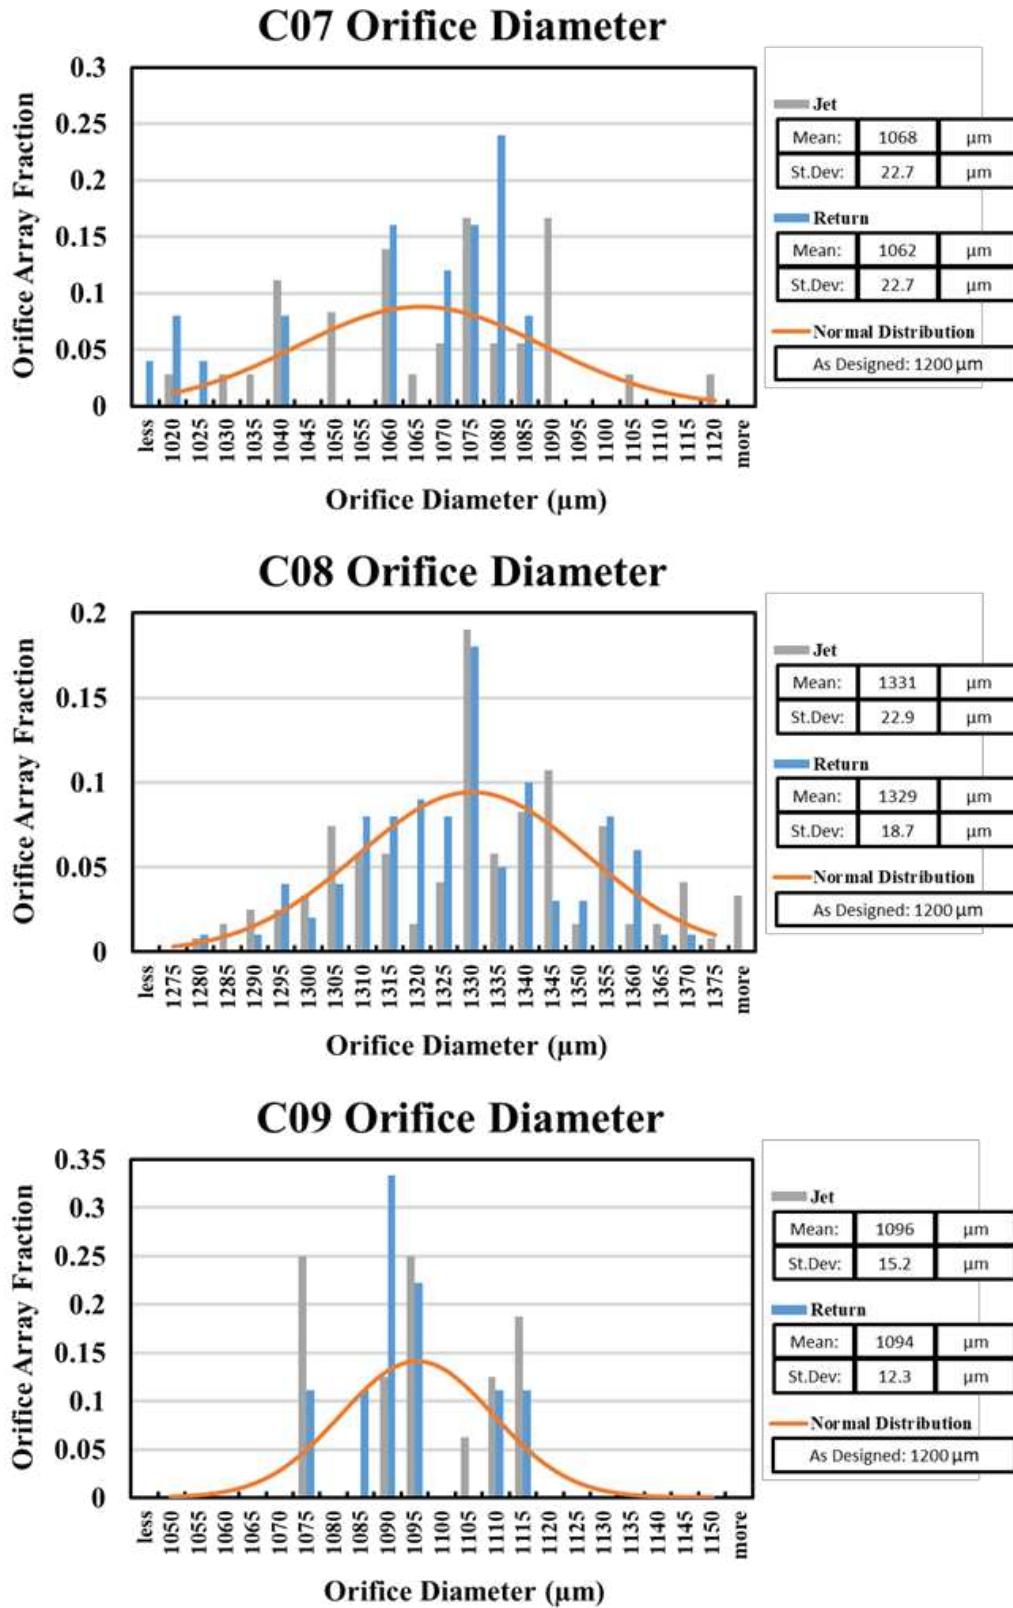 C07 Orifice Diameter
Orifice Array Fraction
0.3
0.25
0.2
0.15
0.1
0.05
0
less 1020 1025 1030 1035 1040 1045 1050 1055 1060 1065 1070 1075 1080 1085 1090 1095 1100 1105 1110 1115 1120 more
Orifice Diameter (µm)
Jet
Mean: 1068 µm
St.Dev: 22.7 µm
Return
Mean: 1062 µm
St.Dev: 22.7 µm
Normal Distribution
As Designed: 1200 µm
C08 Orifice Diameter
Orifice Array Fraction
0.2
0.15
0.1
0.05
0
less 1275 1280 1285 1290 1295 1300 1305 1310 1315 1320 1325 1330 1335 1340 1345 1350 1355 1360 1365 1370 1375 more
Orifice Diameter (µm)
Jet
Mean: 1331 µm
St.Dev: 22.9 µm
Return
Mean: 1329 µm
St.Dev: 18.7 µm
Normal Distribution
As Designed: 1200 µm
C09 Orifice Diameter
Orifice Array Fraction
0.35
0.3
0.25
0.2
0.15
0.1
0.05
0
less 1050 1055 1060 1065 1070 1075 1080 1085 1090 1095 1100 1105 1110 1115 1120 1125 1130 1135 1140 1145 1150 more
Orifice Diameter (µm)
Jet
Mean: 1096 µm
St.Dev: 15.2 µm
Return
Mean: 1094 µm
St.Dev: 12.3 µm
Normal Distribution
As Designed: 1200 µm